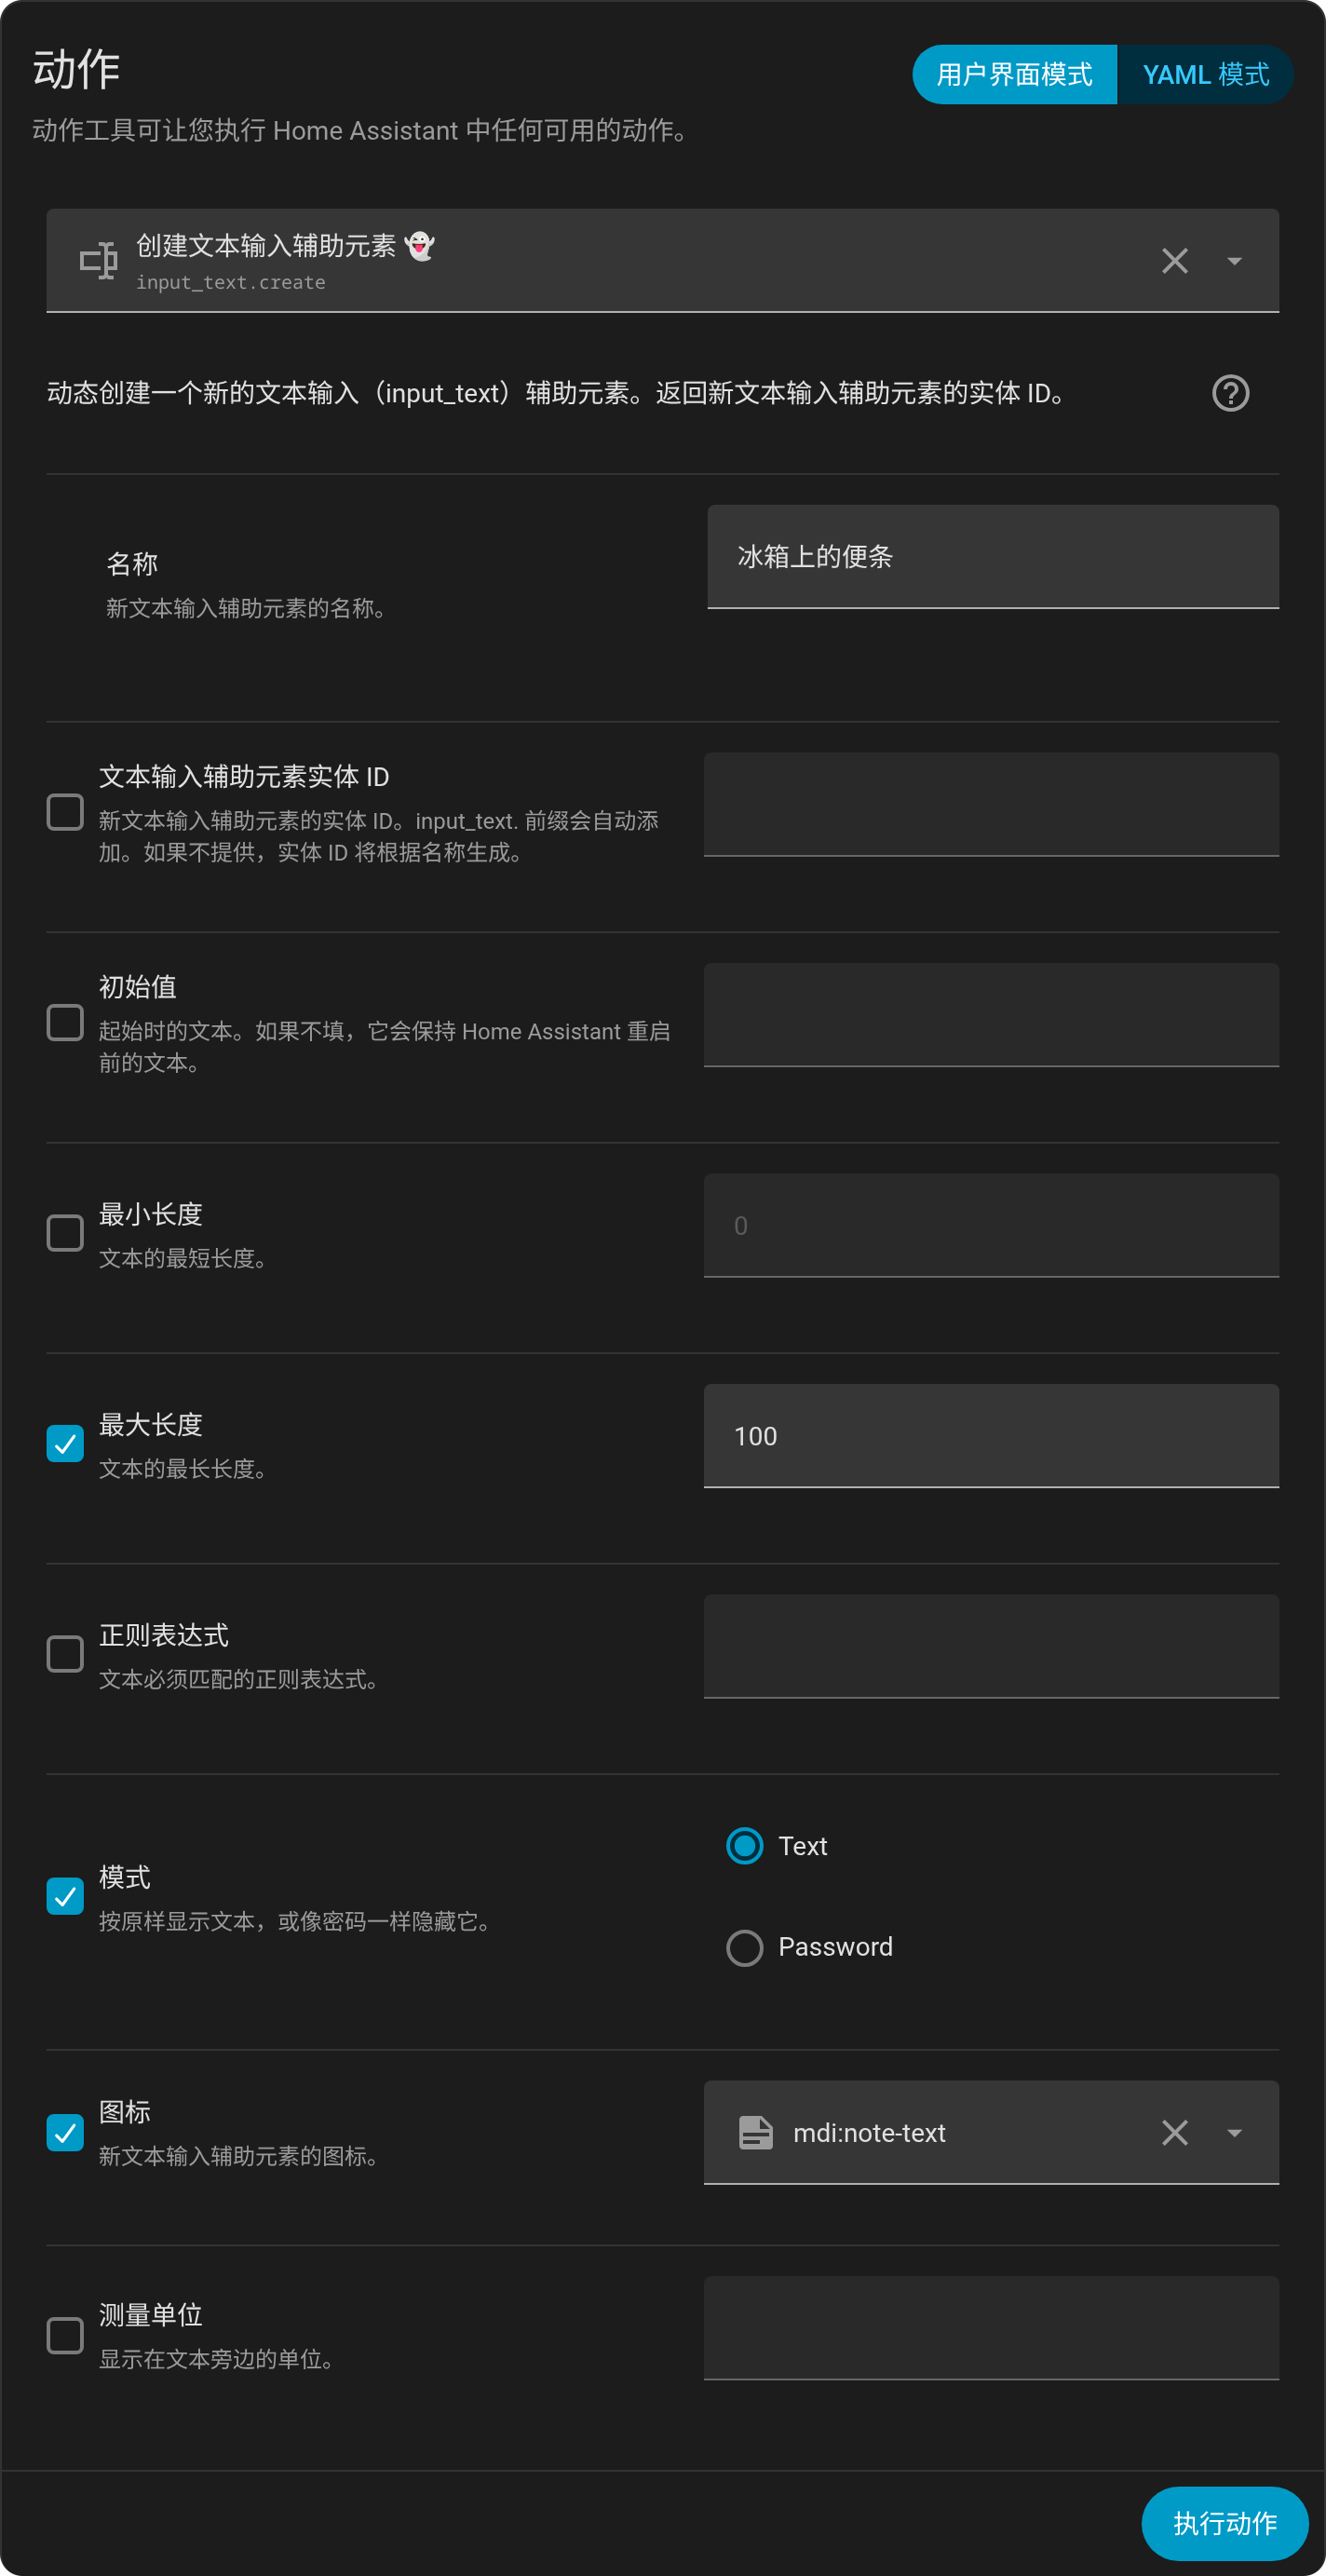 动作
用户界面模式
YAML 模式
动作工具可让您执行 Home Assistant 中任何可用的动作。
创建文本输入辅助元素 👻
input_text.create
动态创建一个新的文本输入（input_text）辅助元素。返回新文本输入辅助元素的实体 ID。
名称
新文本输入辅助元素的名称。
冰箱上的便条
文本输入辅助元素实体 ID
新文本输入辅助元素的实体 ID。input_text. 前缀会自动添
加。如果不提供，实体 ID 将根据名称生成。
初始值
起始时的文本。如果不填，它会保持 Home Assistant 重启
前的文本。
最小长度
文本的最短长度。
0
最大长度
文本的最长长度。
100
正则表达式
文本必须匹配的正则表达式。
模式
按原样显示文本，或像密码一样隐藏它。
Text
Password
图标
新文本输入辅助元素的图标。
mdi:note-text
测量单位
显示在文本旁边的单位。
执行动作